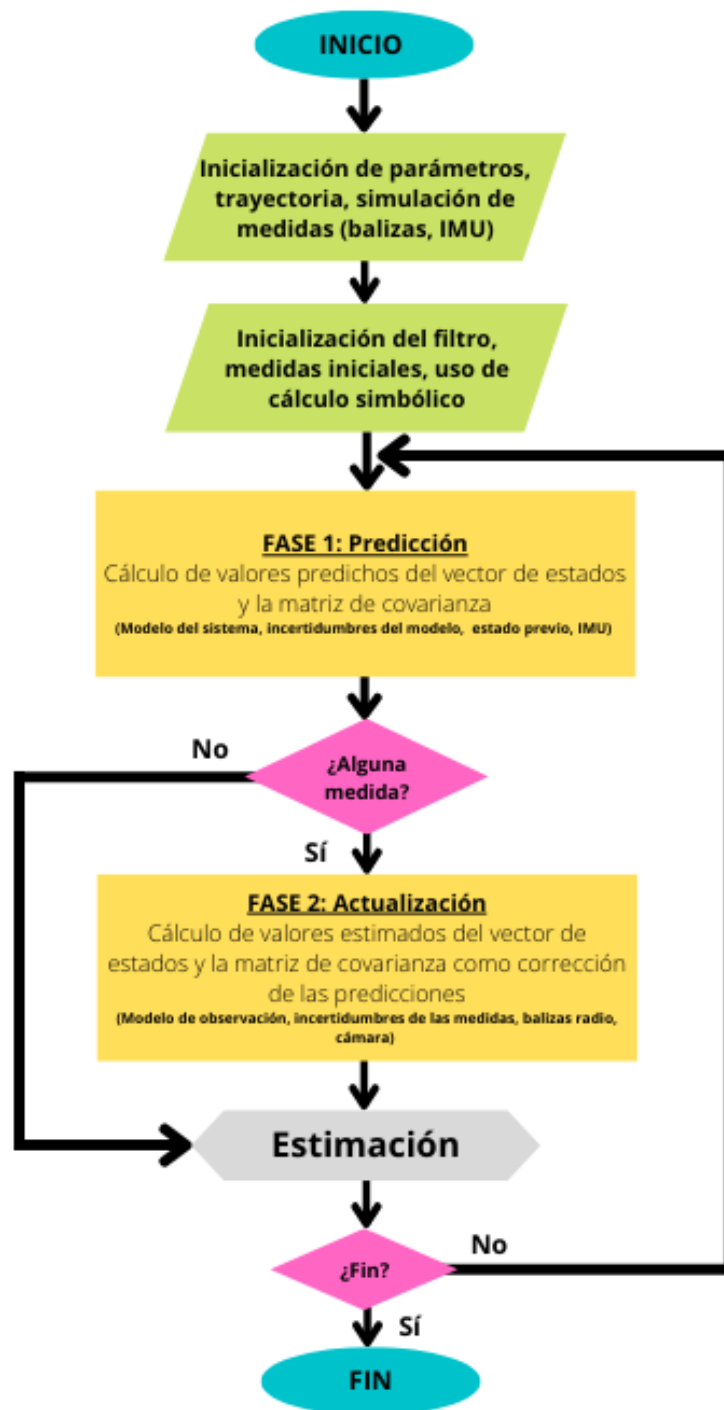 INICIO
Inicialización de parámetros,
trayectoria, simulación de
medidas (balizas, IMU)
Inicialización del filtro,
medidas iniciales, uso de
cálculo simbólico
FASE 1: Predicción
Cálculo de valores predichos del vector de estados
y la matriz de covarianza
(Modelo del sistema, incertidumbres del modelo, estado previo, IMU)
No
¿Alguna
medida?
Sí
FASE 2: Actualización
Cálculo de valores estimados del vector de
estados y la matriz de covarianza como corrección
de las predicciones
(Modelo de observación, incertidumbres de las medidas, balizas radio,
cámara)
Estimación
¿Fin?
No
Sí
FIN